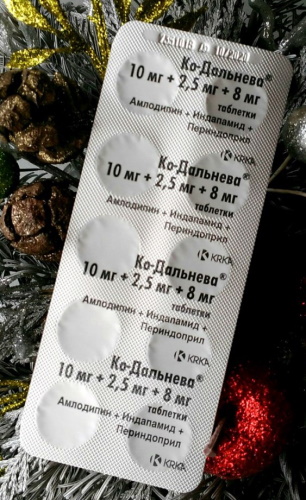 Ко-Дальнева®
10 мг + 2,5 мг + 8 мг
таблетки
Амлодипин + Индапамид +
Периндоприл
KRKA
Ко-Дальнева®
10 мг + 2,5 мг + 8 мг
таблетки
Амлодипин + Индапамид +
Периндоприл
KRKA
Ко-Дальнева®
10 мг + 2,5 мг + 8 мг
таблетки
Амлодипин + Индапамид +
Периндоприл
KRKA
Ко-Дальнева®
10 мг + 2,5 мг + 8 мг
таблетки
Амлодипин + Индапамид +
Периндоприл
KRKA